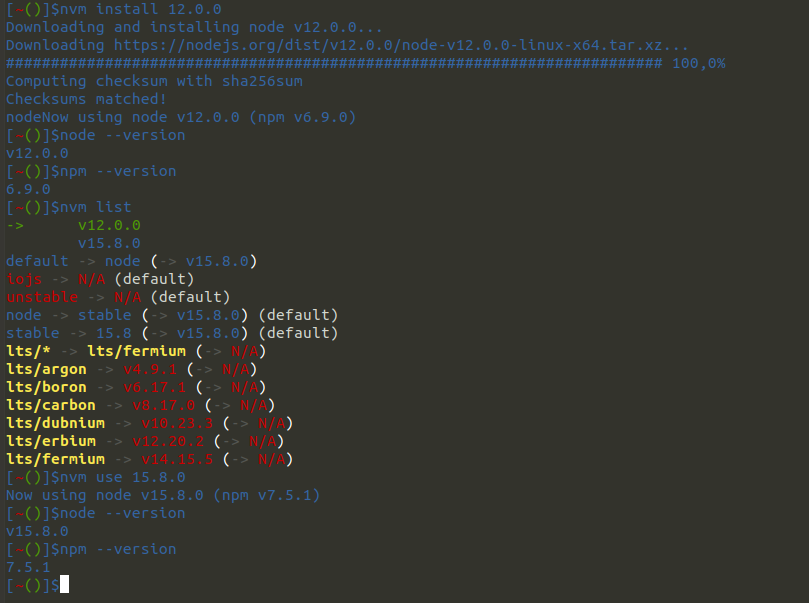 [~()]$nvm install 12.0.0
Downloading and installing node v12.0.0...
Downloading https://nodejs.org/dist/v12.0.0/node-v12.0.0-linux-x64.tar.xz...
######################################################################### 100,0%
Computing checksum with sha256sum
Checksums matched!
nodeNow using node v12.0.0 (npm v6.9.0)
[~()]$node --version
v12.0.0
[~()]$npm --version
6.9.0
[~()]$nvm list
->      v12.0.0
        v15.8.0
default -> node (-> v15.8.0)
iojs -> N/A (default)
unstable -> N/A (default)
node -> stable (-> v15.8.0) (default)
stable -> 15.8 (-> v15.8.0) (default)
lts/* -> lts/fermium (-> N/A)
lts/argon -> v4.9.1 (-> N/A)
lts/boron -> v6.17.1 (-> N/A)
lts/carbon -> v8.17.0 (-> N/A)
lts/dubnium -> v10.23.3 (-> N/A)
lts/erbium -> v12.20.2 (-> N/A)
lts/fermium -> v14.15.5 (-> N/A)
[~()]$nvm use 15.8.0
Now using node v15.8.0 (npm v7.5.1)
[~()]$node --version
v15.8.0
[~()]$npm --version
7.5.1
[~()]$